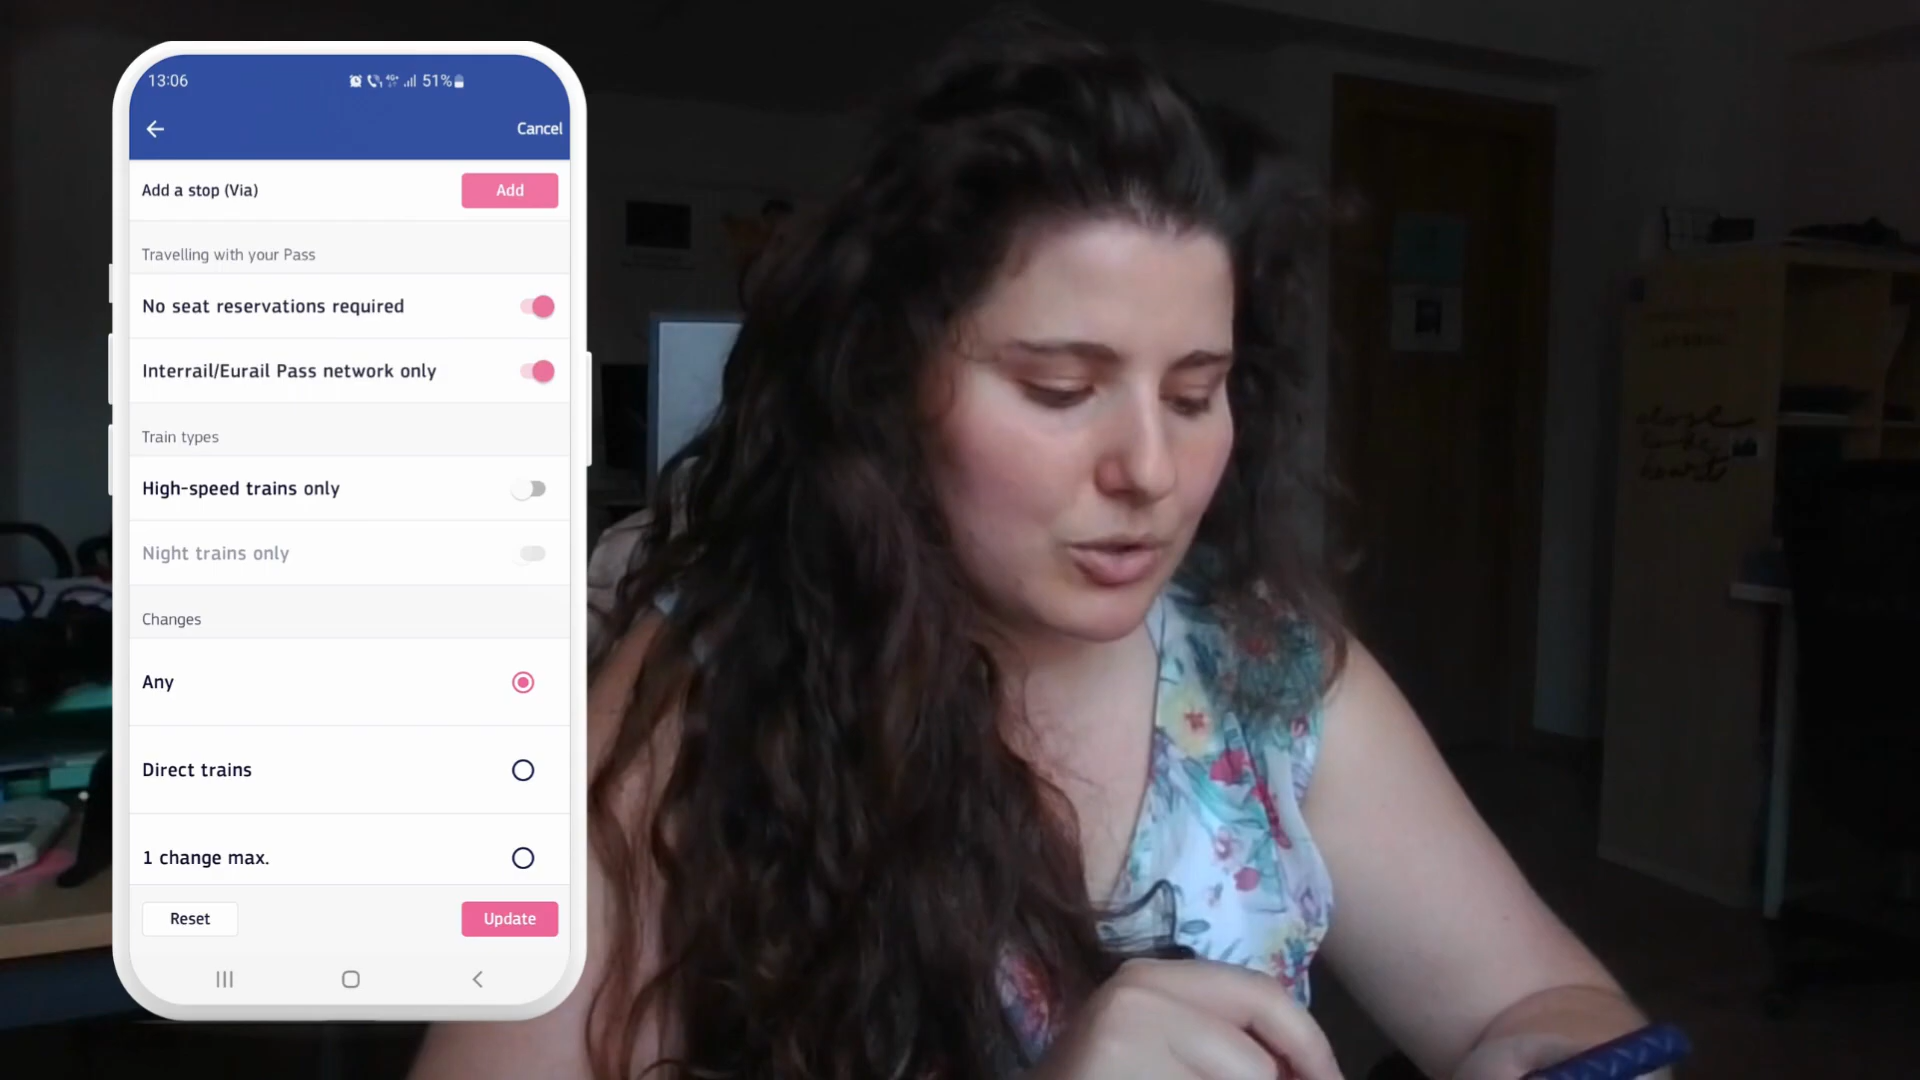 13:06
51%
Cancel
Add a stop (Via)
Add
Travelling with your Pass
No seat reservations required
Interrail/Eurail Pass network only
Train types
High-speed trains only
Night trains only
Changes
Any
Direct trains
1 change max.
Reset
Update